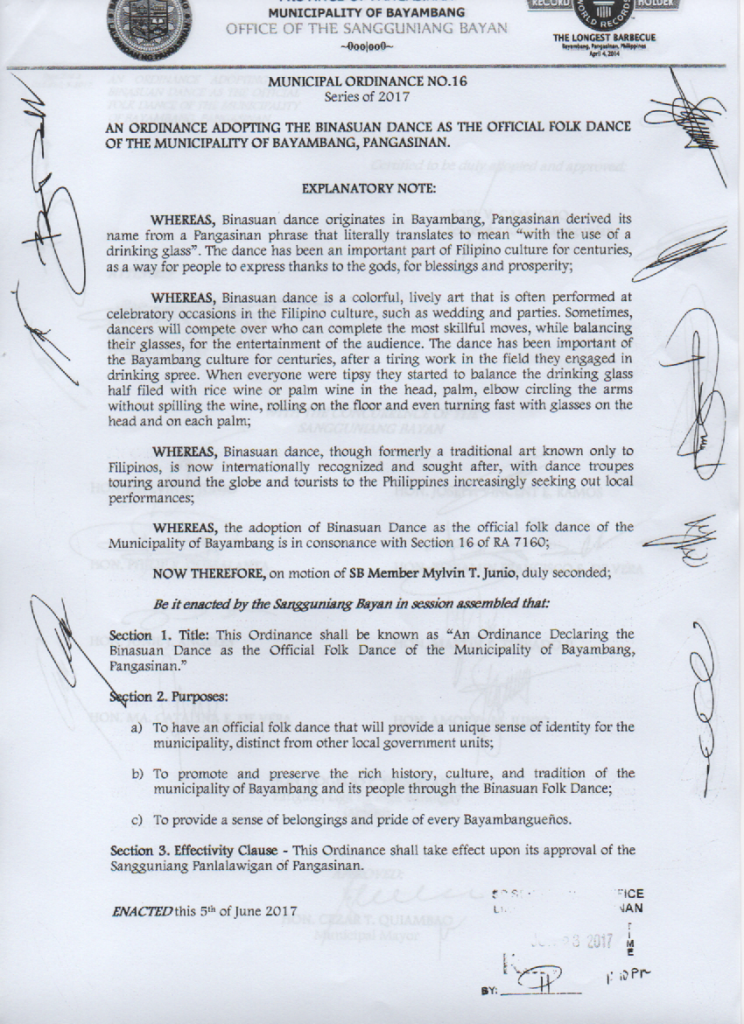 MUNICIPALITY OF BAYAMBANG
OFFICE OF THE SANGGUNIANG BAYAN
~0oo|oo0~
RECORD HOLDER
WORLD RECORD
THE LONGEST BARBECUE
Bayambang, Pangasinan, Philippines
April 4, 2014
MUNICIPAL ORDINANCE NO.16
Series of 2017
AN ORDINANCE ADOPTING THE BINASUAN DANCE AS THE OFFICIAL FOLK DANCE
OF THE MUNICIPALITY OF BAYAMBANG, PANGASINAN.
EXPLANATORY NOTE:
WHEREAS, Binasuan dance originates in Bayambang, Pangasinan derived its
name from a Pangasinan phrase that literally translates to mean “with the use of a
drinking glass”. The dance has been an important part of Filipino culture for centuries,
as a way for people to express thanks to the gods, for blessings and prosperity;
WHEREAS, Binasuan dance is a colorful, lively art that is often performed at
celebratory occasions in the Filipino culture, such as wedding and parties. Sometimes,
dancers will compete over who can complete the most skillful moves, while balancing
their glasses, for the entertainment of the audience. The dance has been important of
the Bayambang culture for centuries, after a tiring work in the field they engaged in
drinking spree. When everyone were tipsy they started to balance the drinking glass
half filed with rice wine or palm wine in the head, palm, elbow circling the arms
without spilling the wine, rolling on the floor and even turning fast with glasses on the
head and on each palm;
WHEREAS, Binasuan dance, though formerly a traditional art known only to
Filipinos, is now internationally recognized and sought after, with dance troupes
touring around the globe and tourists to the Philippines increasingly seeking out local
performances;
WHEREAS, the adoption of Binasuan Dance as the official folk dance of the
Municipality of Bayambang is in consonance with Section 16 of RA 7160;
NOW THEREFORE, on motion of SB Member Mylvin T. Junio, duly seconded;
Be it enacted by the Sangguniang Bayan in session assembled that:
Section 1. Title: This Ordinance shall be known as “An Ordinance Declaring the
Binasuan Dance as the Official Folk Dance of the Municipality of Bayambang,
Pangasinan.”
Section 2. Purposes:
a) To have an official folk dance that will provide a unique sense of identity for the
municipality, distinct from other local government units;
b) To promote and preserve the rich history, culture, and tradition of the
municipality of Bayambang and its people through the Binasuan Folk Dance;
c) To provide a sense of belongings and pride of every Bayambangueños.
Section 3. Effectivity Clause - This Ordinance shall take effect upon its approval of the
Sangguniang Panlalawigan of Pangasinan.
ENACTED this 5th of June 2017
2017
TIME
PM
BY: